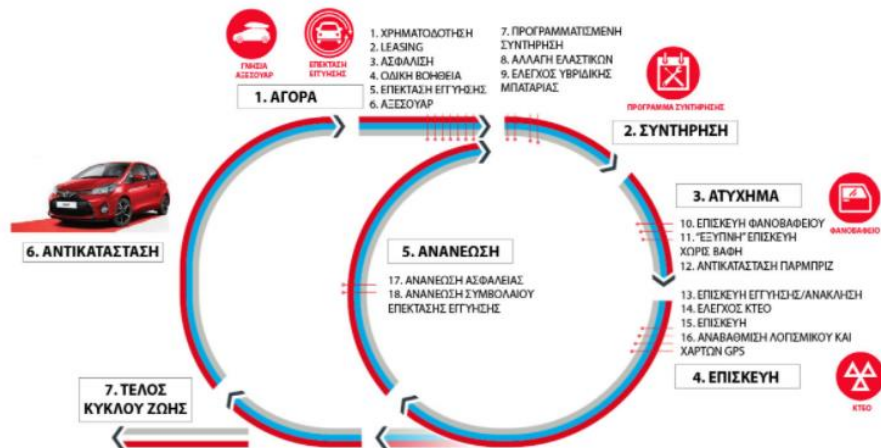 ΓΝΗΣΙΑ
ΑΞΕΣΟΥΑΡ
ΕΠΕΚΤΑΣΗ
ΕΓΓΥΗΣΗΣ
1. ΑΓΟΡΑ
1. ΧΡΗΜΑΤΟΔΟΤΗΣΗ
2. LEASING
3. ΑΣΦΑΛΙΣΗ
4. ΟΔΙΚΗ ΒΟΗΘΕΙΑ
5. ΕΠΕΚΤΑΣΗ ΕΓΓΥΗΣΗΣ
6. ΑΞΕΣΟΥΑΡ
7. ΠΡΟΓΡΑΜΜΑΤΙΣΜΕΝΗ
ΣΥΝΤΗΡΗΣΗ
8. ΑΛΛΑΓΗ ΕΛΑΣΤΙΚΩΝ
9. ΕΛΕΓΧΟΣ ΥΒΡΙΔΙΚΗΣ
ΜΠΑΤΑΡΙΑΣ
ΠΡΟΓΡΑΜΜΑ ΣΥΝΤΗΡΗΣΗΣ
2. ΣΥΝΤΗΡΗΣΗ
3. ΑΤΥΧΗΜΑ
ΦΑΝΟΒΑΦΕΙΟ
10. ΕΠΙΣΚΕΥΗ ΦΑΝΟΒΑΦΕΙΟΥ
11. "ΕΞΥΠΝΗ" ΕΠΙΣΚΕΥΗ
ΧΩΡΙΣ ΒΑΦΗ
12. ΑΝΤΙΚΑΤΑΣΤΑΣΗ ΠΑΡΜΠΡΙΖ
13. ΕΠΙΣΚΕΥΗ ΕΓΓΥΗΣΗΣ/ΑΝΑΚΛΗΣΗ
14. ΕΛΕΓΧΟΣ ΚΤΕΟ
15. ΕΠΙΣΚΕΥΗ
16. ΑΝΑΒΑΘΜΙΣΗ ΛΟΓΙΣΜΙΚΟΥ ΚΑΙ
ΧΑΡΤΩΝ GPS
4. ΕΠΙΣΚΕΥΗ
ΚΤΕΟ
5. ΑΝΑΝΕΩΣΗ
17. ΑΝΑΝΕΩΣΗ ΑΣΦΑΛΕΙΑΣ
18. ΑΝΑΝΕΩΣΗ ΣΥΜΒΟΛΑΙΟΥ
ΕΠΕΚΤΑΣΗΣ ΕΓΓΥΗΣΗΣ
6. ΑΝΤΙΚΑΤΑΣΤΑΣΗ
7. ΤΕΛΟΣ
ΚΥΚΛΟΥ ΖΩΗΣ